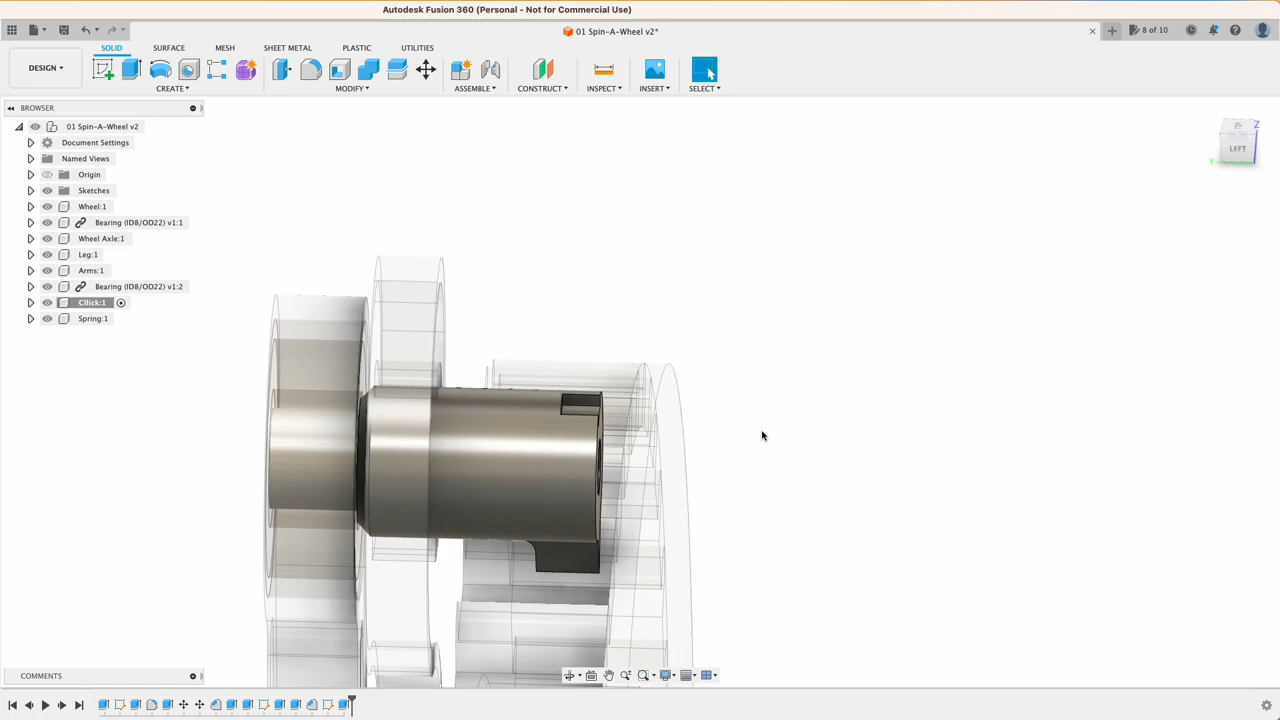 Autodesk Fusion 360 (Personal - Not for Commercial Use)
01 Spin-A-Wheel v2*
8 of 10
SOLID SURFACE MESH SHEET METAL PLASTIC UTILITIES
DESIGN
CREATE MODIFY ASSEMBLE CONSTRUCT INSPECT INSERT SELECT
BROWSER
01 Spin-A-Wheel v2
Document Settings
Named Views
Origin
Sketches
Wheel:1
Bearing (ID8/OD22) v1:1
Wheel Axle:1
Leg:1
Arms:1
Bearing (ID8/OD22) v1:2
Cllick:1
Spring:1
Z
LEFT
Y
COMMENTS